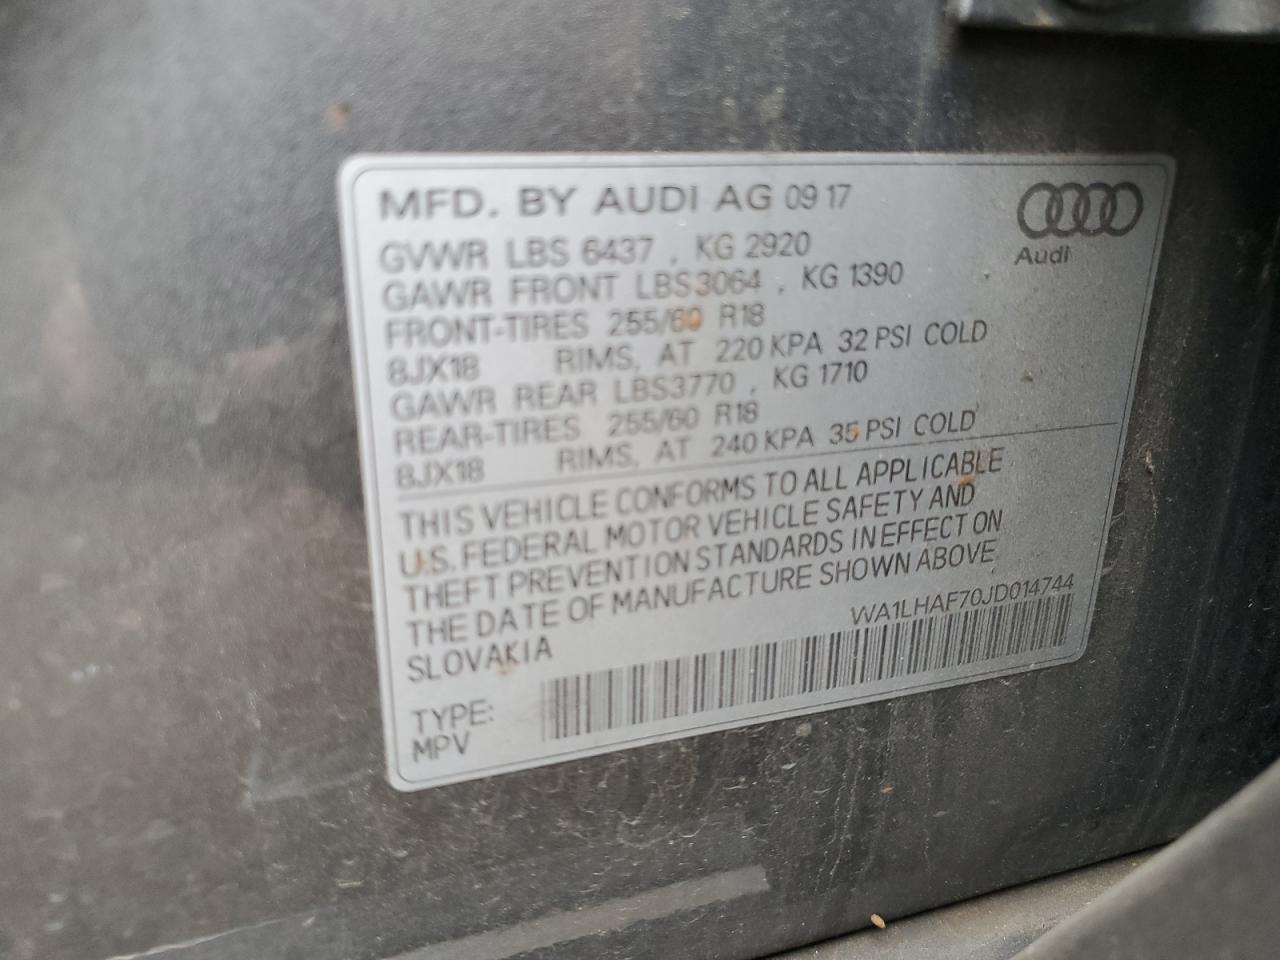 MFD. BY AUDI AG 09 17
Audi
GVWR LBS 6437 , KG 2920
GAWR FRONT LBS3064 , KG 1390
FRONT-TIRES 255/60 R18
8JX18 RIMS, AT 220 KPA 32 PSI COLD
GAWR REAR LBS3770 , KG 1710
REAR-TIRES 255/60 R18
8JX18 RIMS, AT 240 KPA 35 PSI COLD
THIS VEHICLE CONFORMS TO ALL APPLICABLE
U.S. FEDERAL MOTOR VEHICLE SAFETY AND
THEFT PREVENTION STANDARDS IN EFFECT ON
THE DATE OF MANUFACTURE SHOWN ABOVE
SLOVAKIA
WA1LHAF70JD014744
TYPE:
MPV